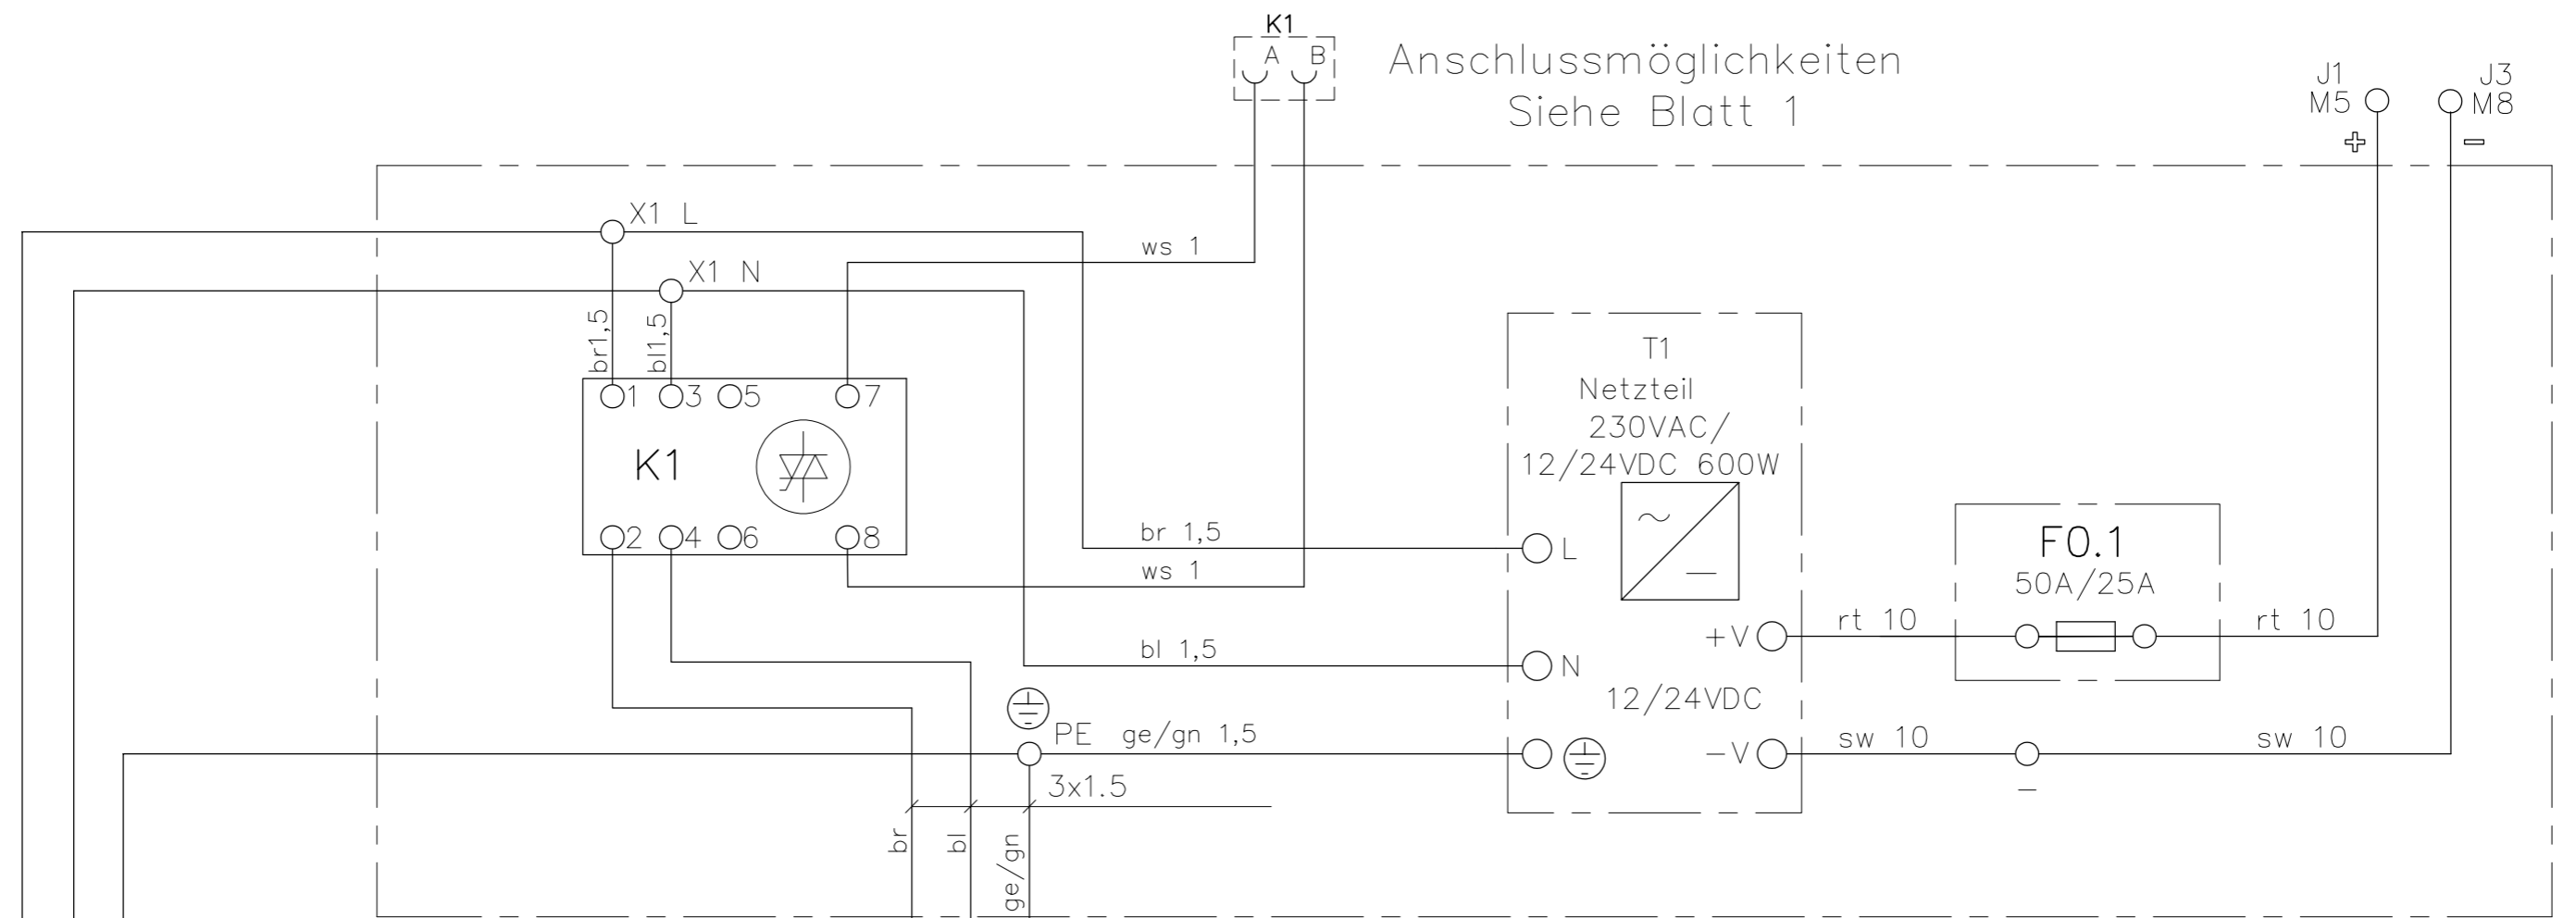 K1
A B
Anschlussmöglichkeiten
Siehe Blatt 1
J1
M5
J3
M8
+
−
X1 L
ws 1
X1 N
br1,5
bl1,5
1 3 5 7
K1
2 4 6 8
br 1,5
ws 1
bl 1,5
T1
Netzteil
230VAC/
12/24VDC 600W
~
—
L
N
+V
12/24VDC
-V
F0.1
50A/25A
rt 10
rt 10
sw 10
sw 10
−
PE
ge/gn 1,5
3x1.5
br
bl
ge/gn